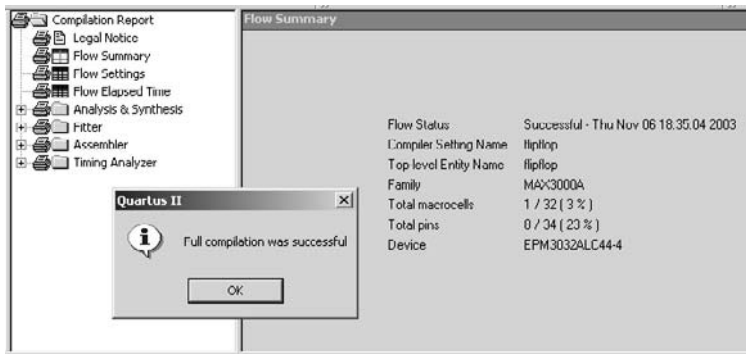 Compilation Report
Legal Notice
Flow Summary
Flow Settings
Flow Elapsed Time
Analysis & Synthesis
Fitter
Assembler
Timing Analyzer
Flow Summary
Flow Status Successful - Thu Nov 06 18.35.04 2003
Compiler Setting Name flipflop
Top-level Entity Name flipflop
Family MAX3000A
Total macrocells 1 / 32 ( 3 % )
Total pins 8 / 34 ( 23 % )
Device EPM3032ALC44-4
Quartus II
Full compilation was successful
OK